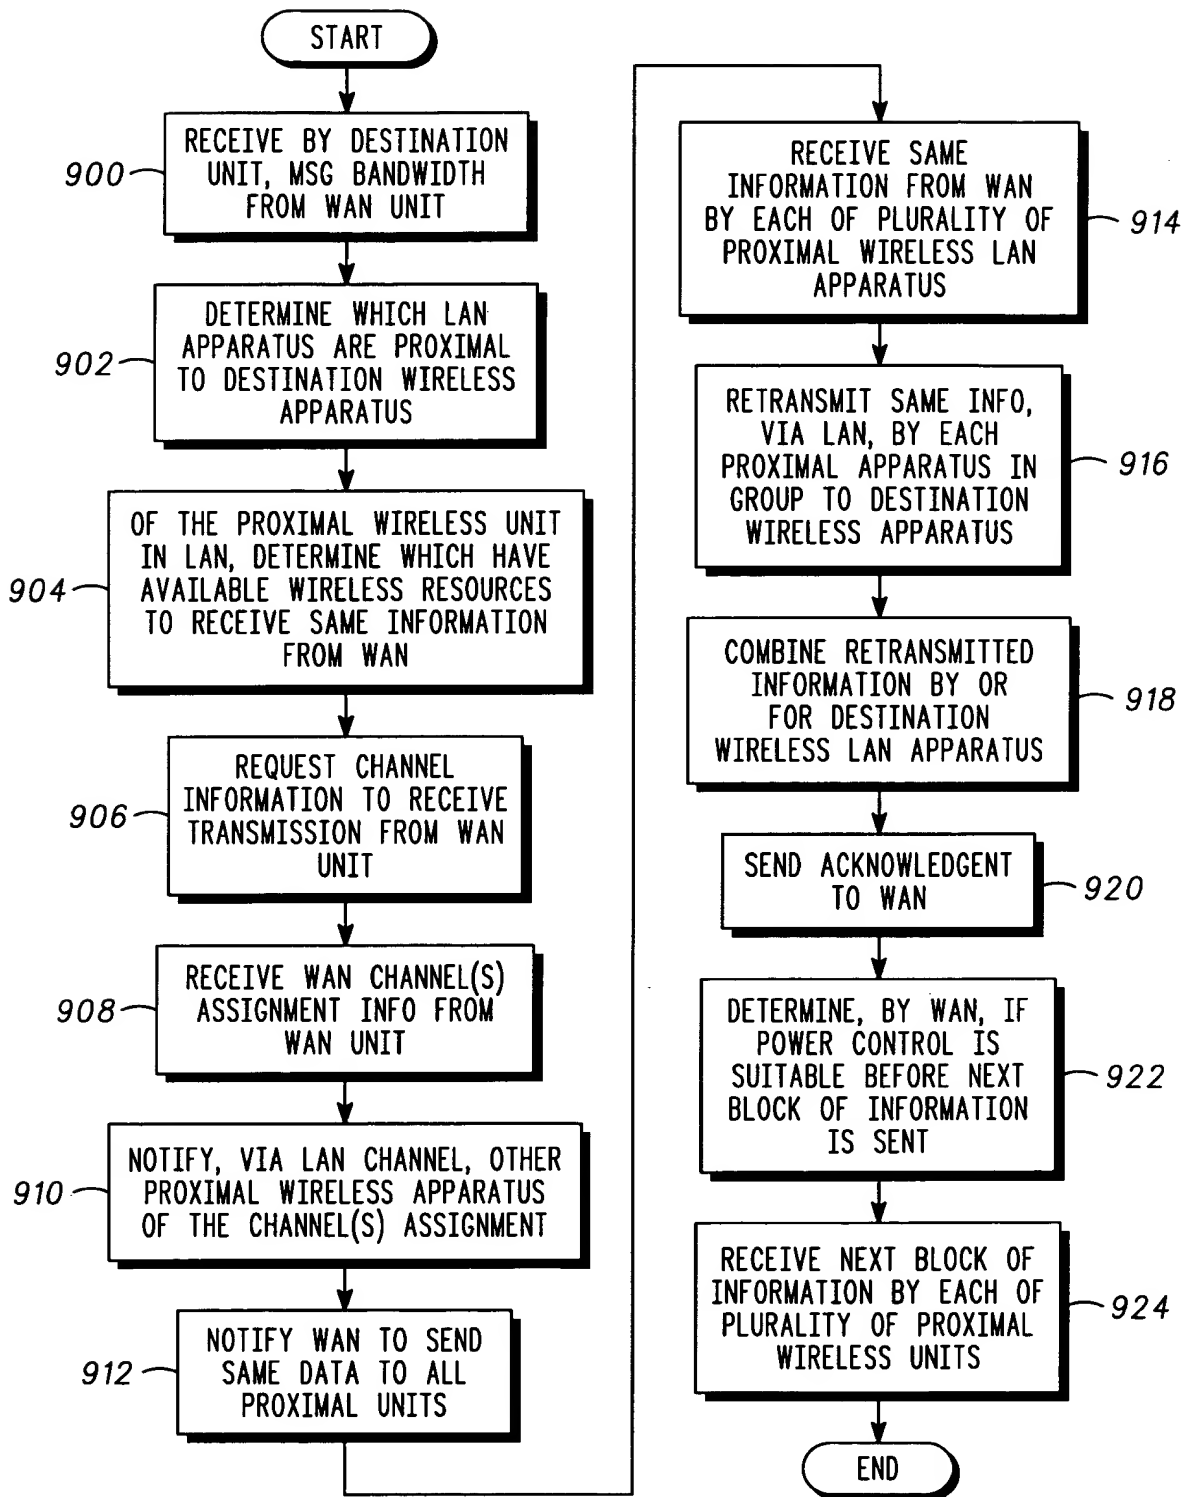 START
900
RECEIVE BY DESTINATION
UNIT, MSG BANDWIDTH
FROM WAN UNIT
902
DETERMINE WHICH LAN
APPARATUS ARE PROXIMAL
TO DESTINATION WIRELESS
APPARATUS
904
OF THE PROXIMAL WIRELESS UNIT
IN LAN, DETERMINE WHICH HAVE
AVAILABLE WIRELESS RESOURCES
TO RECEIVE SAME INFORMATION
FROM WAN
906
REQUEST CHANNEL
INFORMATION TO RECEIVE
TRANSMISSION FROM WAN
UNIT
908
RECEIVE WAN CHANNEL(S)
ASSIGNMENT INFO FROM
WAN UNIT
910
NOTIFY, VIA LAN CHANNEL, OTHER
PROXIMAL WIRELESS APPARATUS
OF THE CHANNEL(S) ASSIGNMENT
912
NOTIFY WAN TO SEND
SAME DATA TO ALL
PROXIMAL UNITS
RECEIVE SAME
INFORMATION FROM WAN
BY EACH OF PLURALITY OF
PROXIMAL WIRELESS LAN
APPARATUS
914
RETRANSMIT SAME INFO,
VIA LAN, BY EACH
PROXIMAL APPARATUS IN
GROUP TO DESTINATION
WIRELESS APPARATUS
916
COMBINE RETRANSMITTED
INFORMATION BY OR
FOR DESTINATION
WIRELESS LAN APPARATUS
918
SEND ACKNOWLEDGENT
TO WAN
920
DETERMINE, BY WAN, IF
POWER CONTROL IS
SUITABLE BEFORE NEXT
BLOCK OF INFORMATION
IS SENT
922
RECEIVE NEXT BLOCK OF
INFORMATION BY EACH OF
PLURALITY OF PROXIMAL
WIRELESS UNITS
924
END